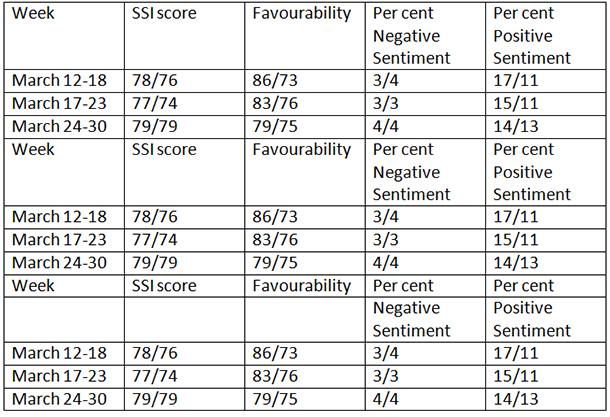 Week SSI score Favourability Per cent Per cent
Negative Positive
Sentiment Sentiment
March 12-18 78/76 86/73 3/4 17/11
March 17-23 77/74 83/76 3/3 15/11
March 24-30 79/79 79/75 4/4 14/13
Week SSI score Favourability Per cent Per cent
Negative Positive
Sentiment Sentiment
March 12-18 78/76 86/73 3/4 17/11
March 17-23 77/74 83/76 3/3 15/11
March 24-30 79/79 79/75 4/4 14/13
Week SSI score Favourability Per cent Per cent
Negative Positive
Sentiment Sentiment
March 12-18 78/76 86/73 3/4 17/11
March 17-23 77/74 83/76 3/3 15/11
March 24-30 79/79 79/75 4/4 14/13